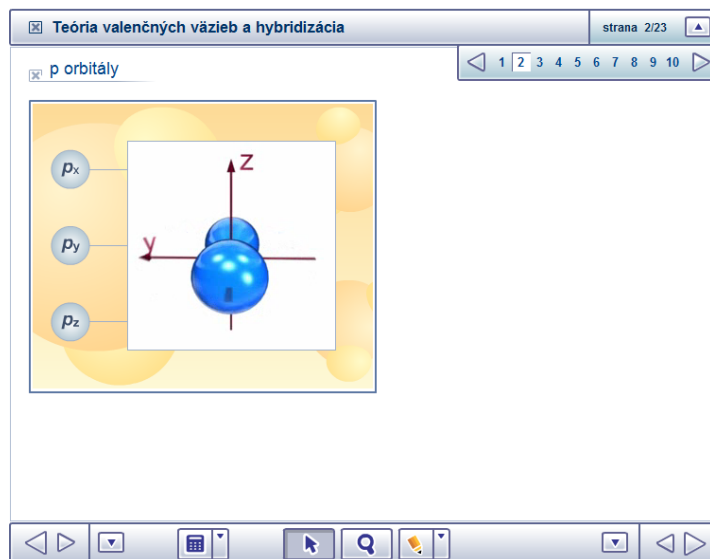 Teória valenčných väzieb a hybridizácia
strana 2/23
1 2 3 4 5 6 7 8 9 10
p orbitály
px
z
py
y
pz